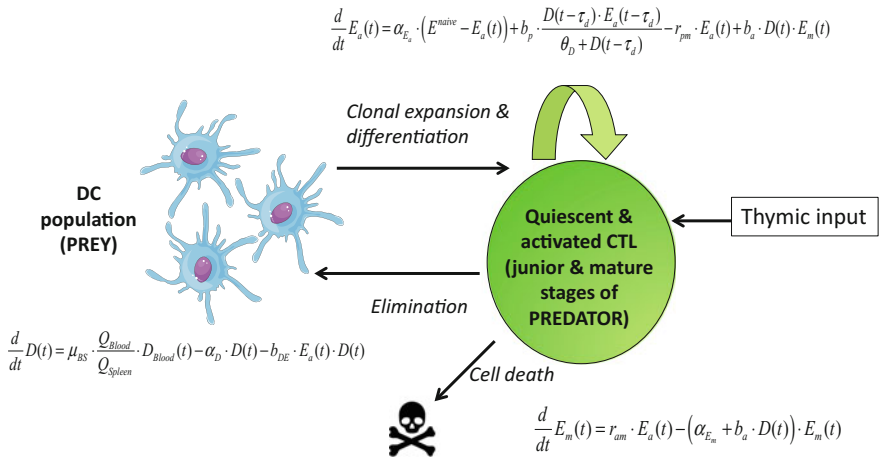 d/dt E_a(t) = α_{E_a} · (E^{naive} − E_a(t)) + b_p · D(t−τ_d)·E_a(t−τ_d) / θ_D + D(t−τ_d) − r_{pm} · E_a(t) + b_a · D(t) · E_m(t)
Clonal expansion &
differentiation
DC
population
(PREY)
Quiescent &
activated CTL
(junior & mature
stages of
PREDATOR)
Thymic input
Elimination
d/dt D(t) = μ_{BS} · Q_{Blood}/Q_{Spleen} · D_{Blood}(t) − α_D · D(t) − b_{DE} · E_a(t) · D(t)
Cell death
d/dt E_m(t) = r_{am} · E_a(t) − (α_{E_m} + b_a · D(t)) · E_m(t)